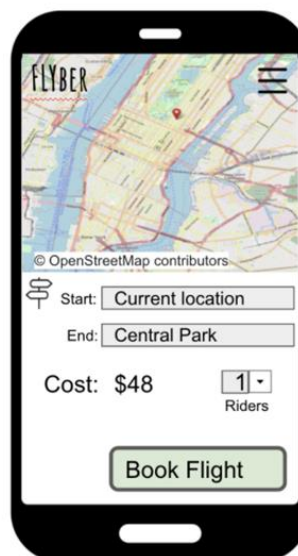 FLYBER
© OpenStreetMap contributors
Start: Current location
End: Central Park
Cost: $48 1
Riders
Book Flight